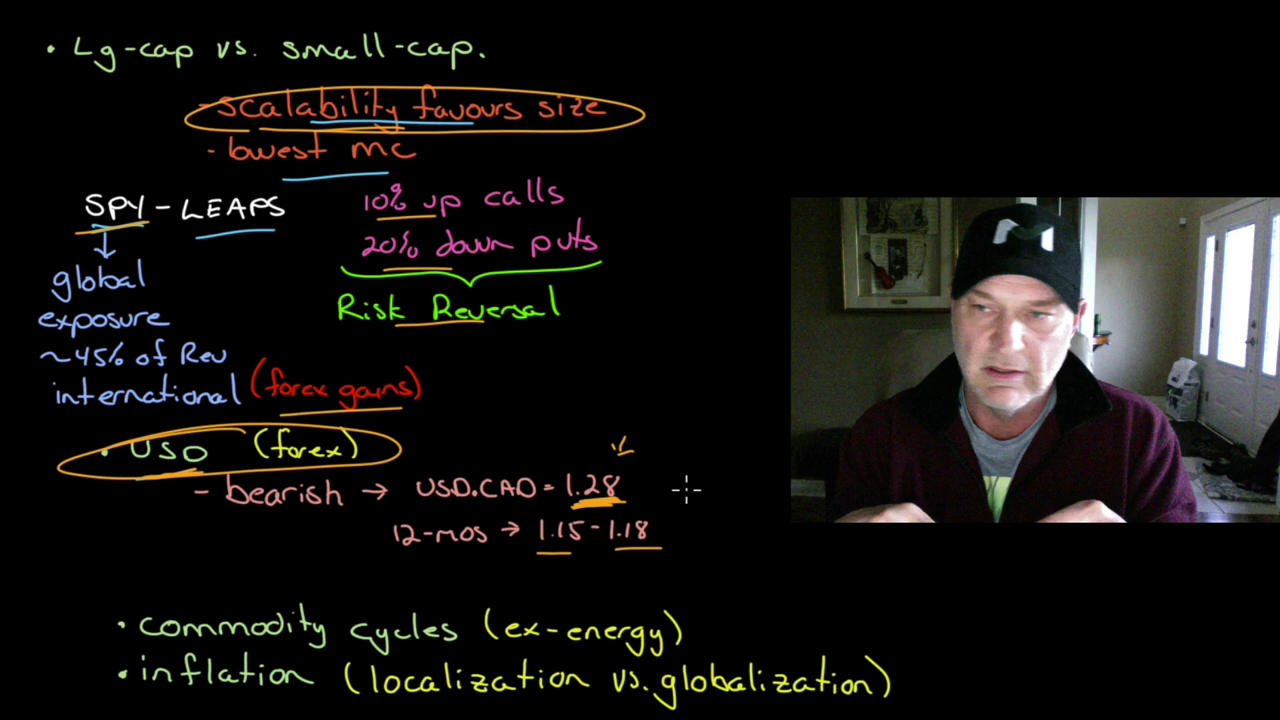 • Lg-cap vs. small-cap.
- scalability favours size
- lowest mc
SPY - LEAPS
10% up calls
20% down puts
Risk Reversal
global
exposure
~45% of Rev
international (forex gains)
• USD (forex)
- bearish → USD.CAD = 1.28
12-mos → 1.15 - 1.18
• commodity cycles (ex-energy)
• inflation (localization vs. globalization)